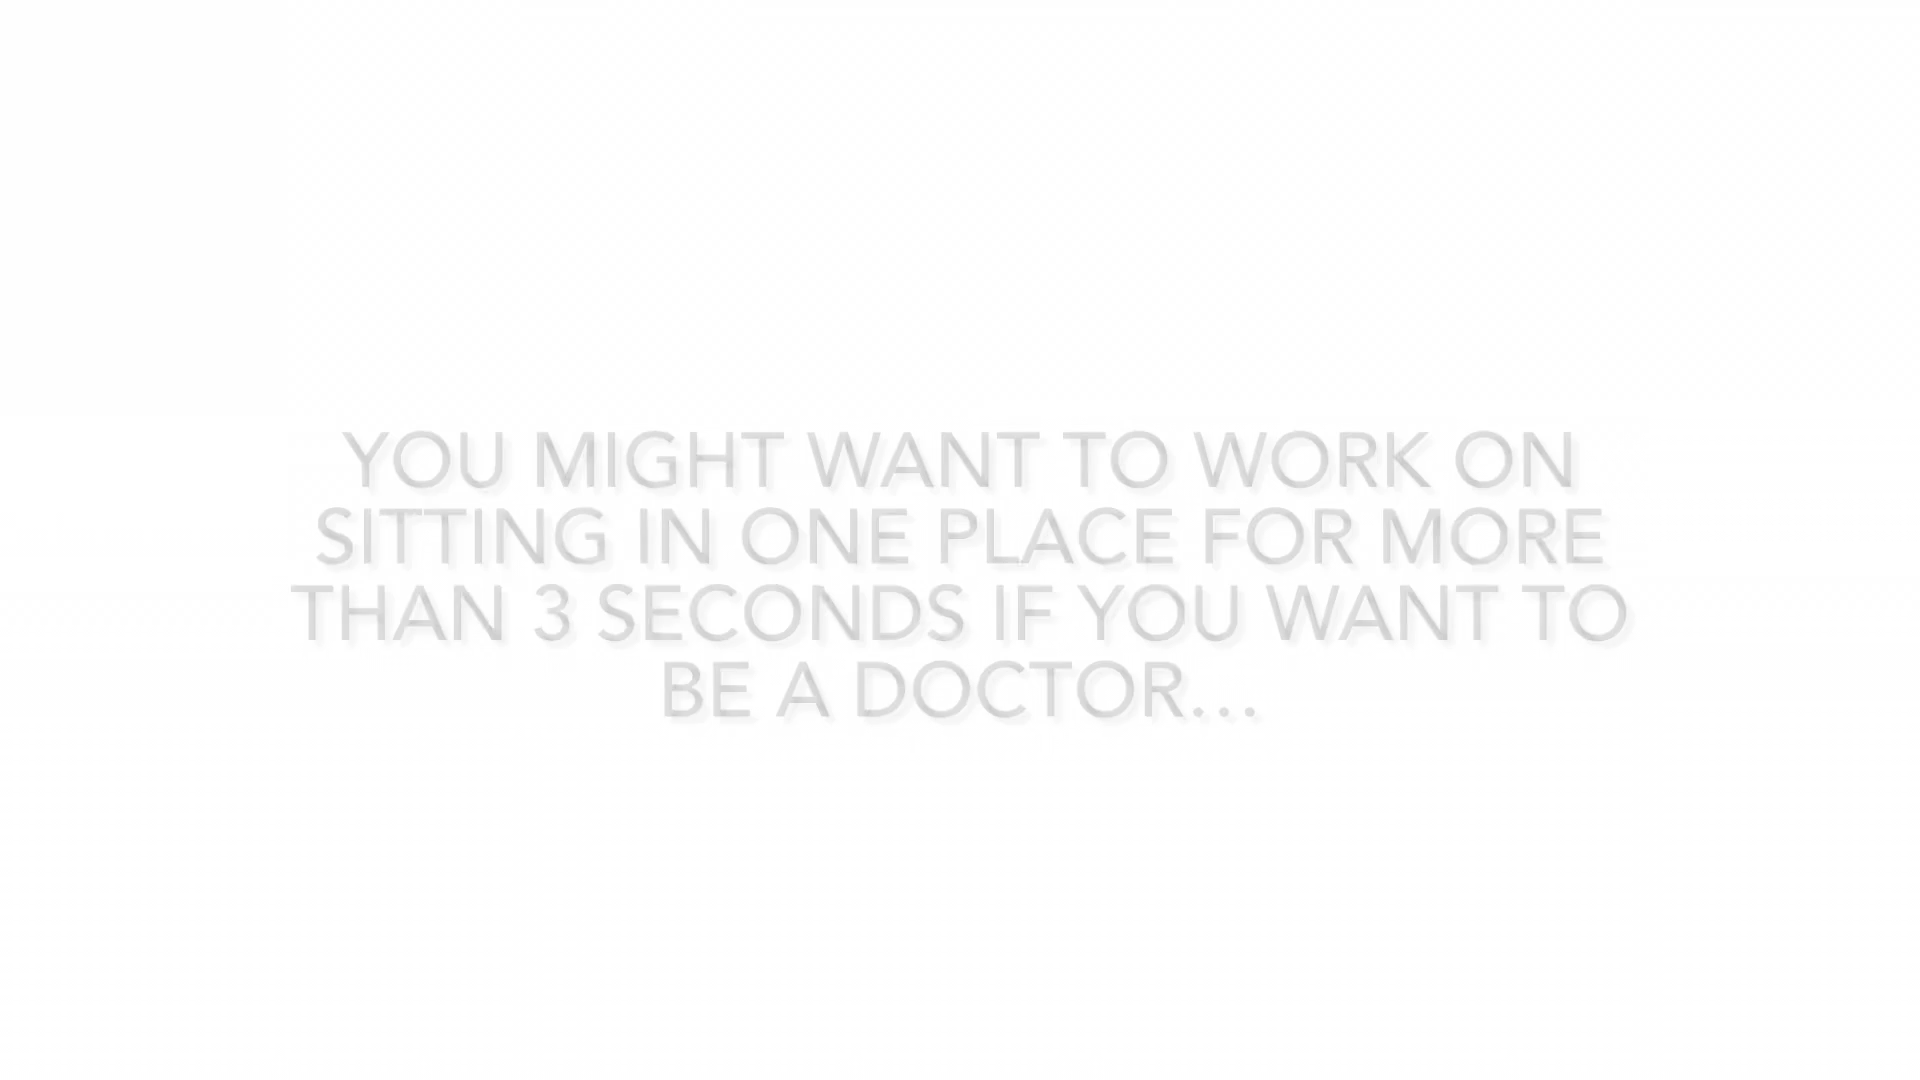 YOU MIGHT WANT TO WORK ON
SITTING IN ONE PLACE FOR MORE
THAN 3 SECONDS IF YOU WANT TO
BE A DOCTOR...